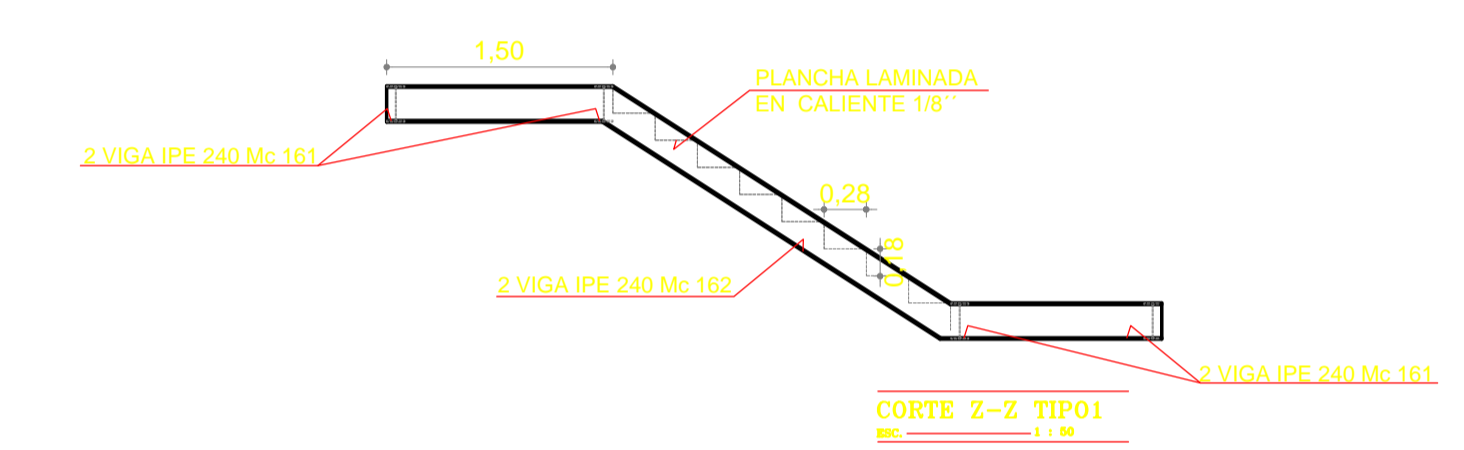 1,50
PLANCHA LAMINADA
EN CALIENTE 1/8''
2 VIGA IPE 240 Mc 161
0,28
0,18
2 VIGA IPE 240 Mc 162
2 VIGA IPE 240 Mc 161
CORTE Z-Z TIPO1
ESC. 1 : 60